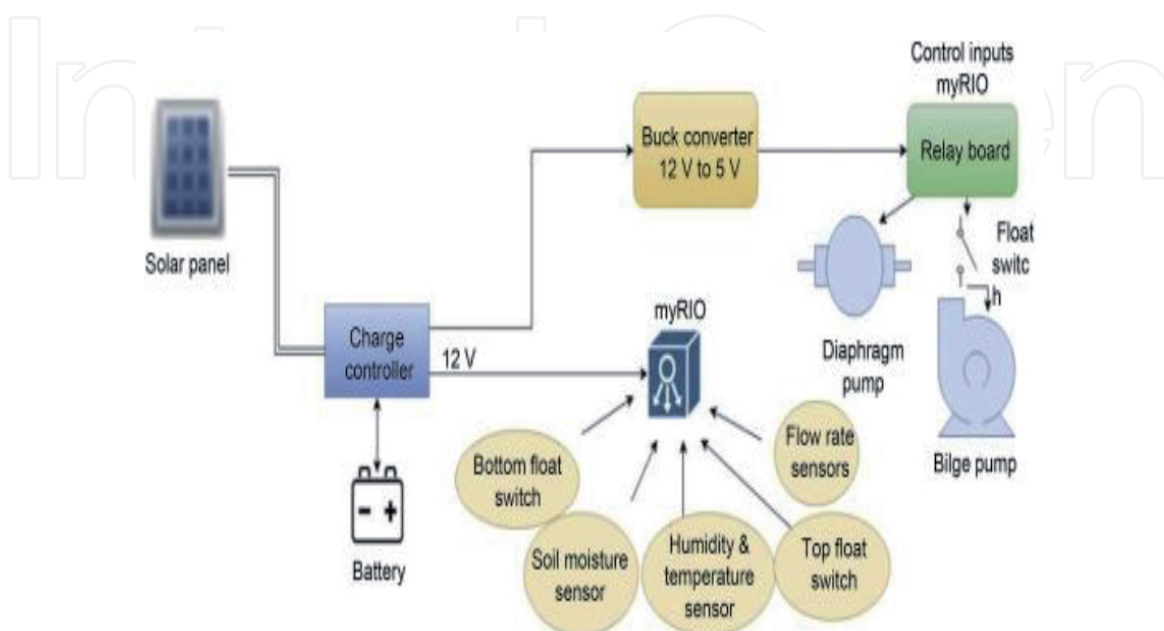 Control inputs
myRIO
Buck converter
12 V to 5 V
Relay board
Solar panel
Float
switc
h
myRIO
Charge
controller
12 V
Diaphragm
pump
Flow rate
sensors
Bilge pump
Bottom float
switch
Soil moisture
sensor
Humidity &
temperature
sensor
Top float
switch
Battery